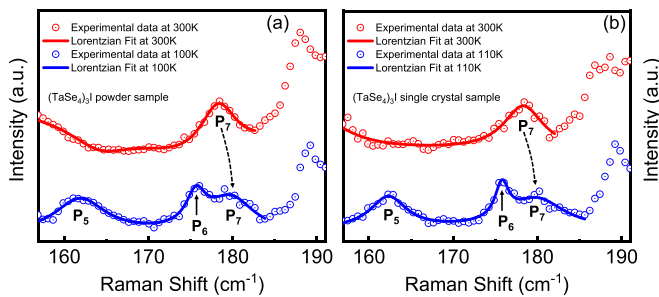 (a)
Experimental data at 300K
Lorentzian Fit at 300K
Experimental data at 100K
Lorentzian Fit at 100K
(TaSe₄)₃I powder sample
P₇
P₅
P₆
P₇
160 170 180 190
Raman Shift (cm⁻¹)
Intensity (a.u.)
(b)
Experimental data at 300K
Lorentzian Fit at 300K
Experimental data at 110K
Lorentzian Fit at 110K
(TaSe₄)₃I single crystal sample
P₇
P₅
P₆
P₇
160 170 180 190
Raman Shift (cm⁻¹)
Intensity (a.u.)